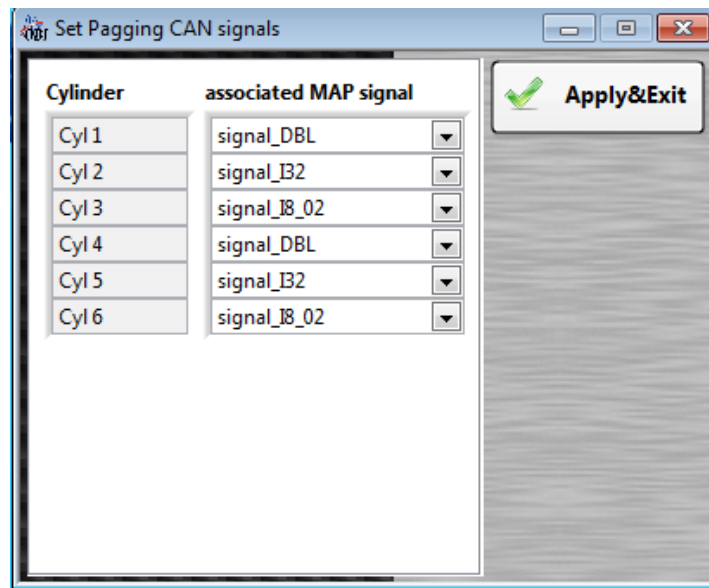 Set Pagging CAN signals
Cylinder associated MAP signal
Apply&Exit
Cyl 1 signal_DBL
Cyl 2 signal_I32
Cyl 3 signal_I8_02
Cyl 4 signal_DBL
Cyl 5 signal_I32
Cyl 6 signal_I8_02